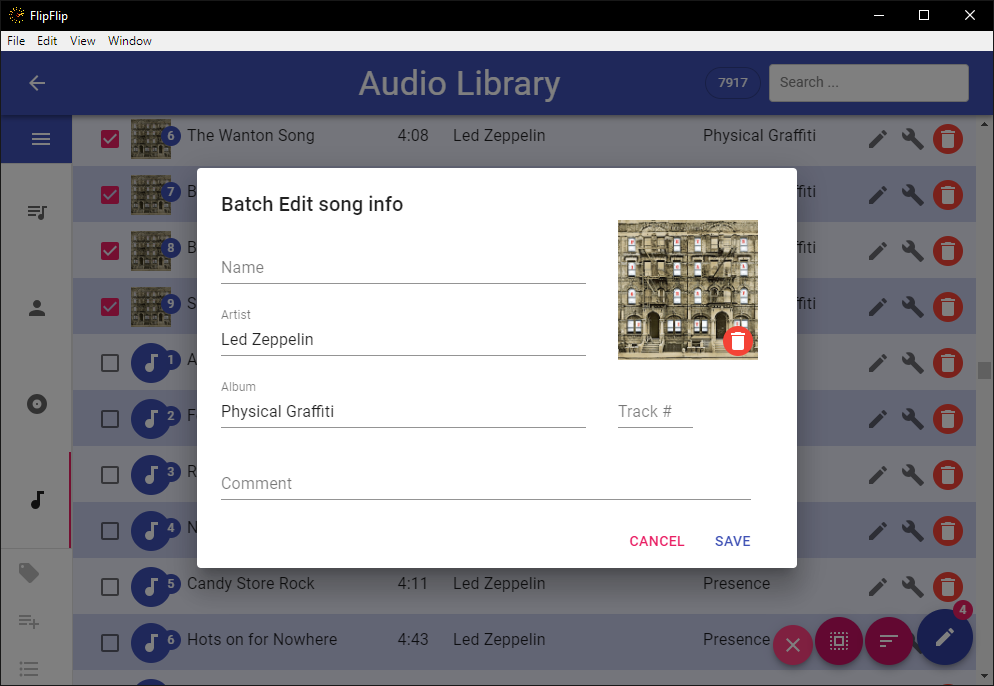 FlipFlip
File Edit View Window
Audio Library 7917 Search ...
6 The Wanton Song 4:08 Led Zeppelin Physical Graffiti
7 B fiti
8 B fiti
9 S fiti
1 A
2 F
3 R
4 N
5 Candy Store Rock 4:11 Led Zeppelin Presence
6 Hots on for Nowhere 4:43 Led Zeppelin Presence
4
Batch Edit song info
Name
Artist
Led Zeppelin
Album
Physical Graffiti
Track #
Comment
CANCEL SAVE